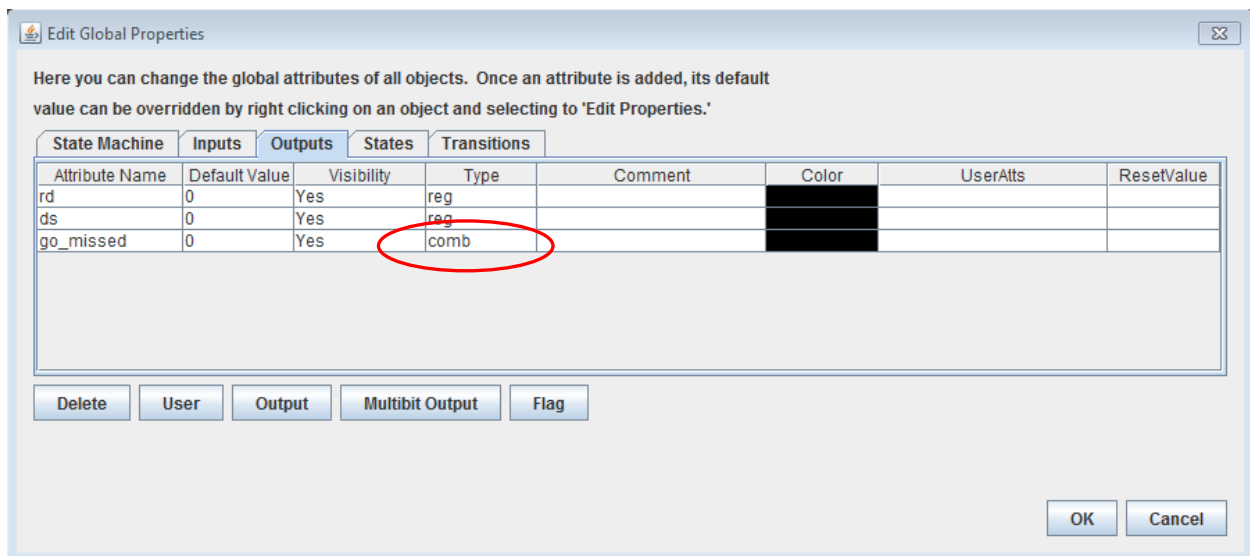 Edit Global Properties
Here you can change the global attributes of all objects. Once an attribute is added, its default
value can be overridden by right clicking on an object and selecting to 'Edit Properties.'
State Machine Inputs Outputs States Transitions
Attribute Name Default Value Visibility Type Comment Color UserAtts ResetValue
rd 0 Yes reg
ds 0 Yes reg
go_missed 0 Yes comb
Delete User Output Multibit Output Flag
OK Cancel